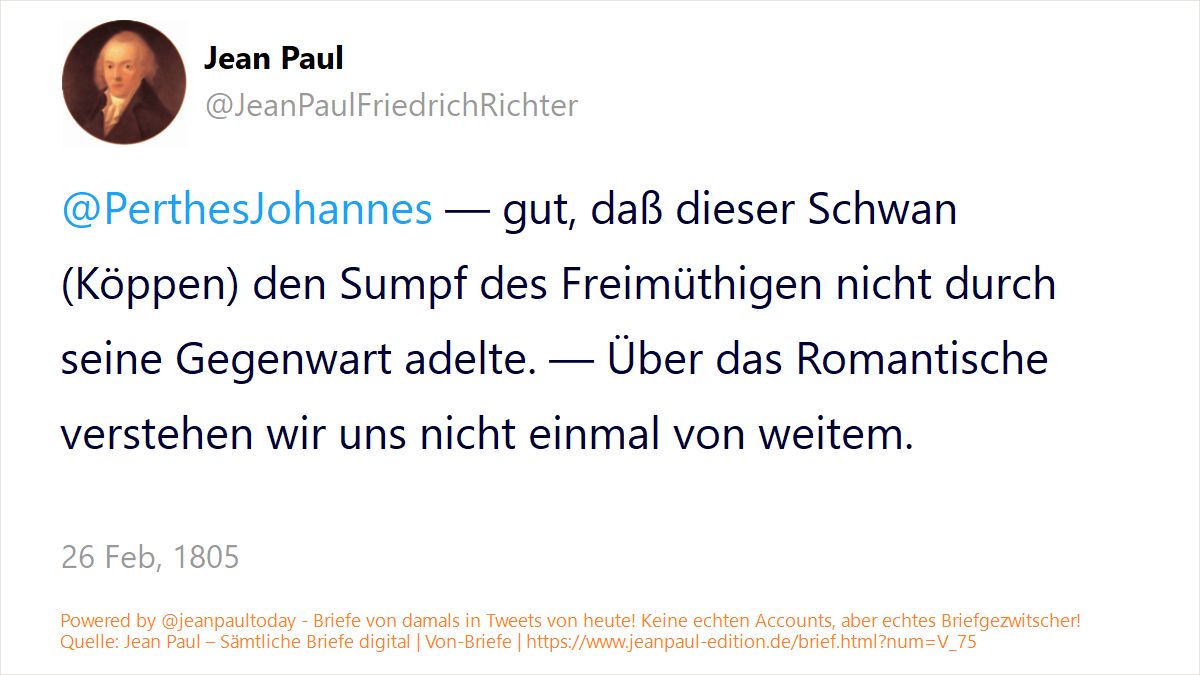 Jean Paul
@JeanPaulFriedrichRichter
@PerthesJohannes — gut, daß dieser Schwan
(Köppen) den Sumpf des Freimüthigen nicht durch
seine Gegenwart adelte. — Über das Romantische
verstehen wir uns nicht einmal von weitem.
26 Feb, 1805
Powered by @jeanpaultoday - Briefe von damals in Tweets von heute! Keine echten Accounts, aber echtes Briefgezwitscher!
Quelle: Jean Paul – Sämtliche Briefe digital | Von-Briefe | https://www.jeanpaul-edition.de/brief.html?num=V_75